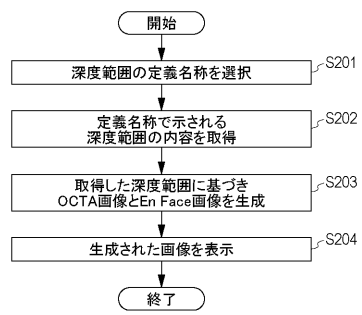 開始
深度範囲の定義名称を選択
S201
定義名称で示される
深度範囲の内容を取得
S202
取得した深度範囲に基づき
OCTA画像とEn Face画像を生成
S203
生成された画像を表示
S204
終了